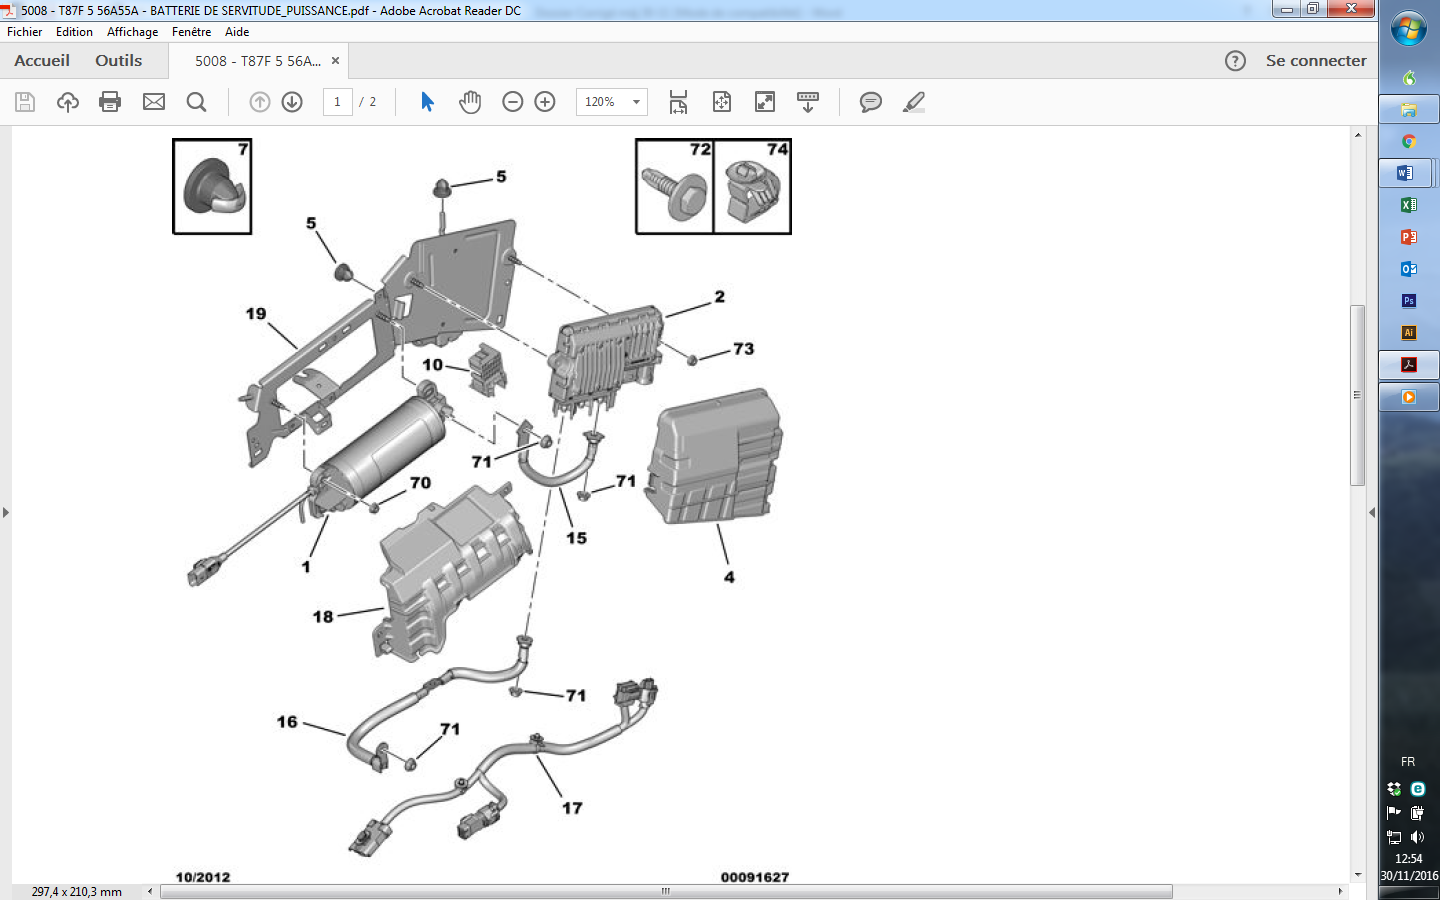 5008 - T87F 5 56A55A - BATTERIE DE SERVITUDE_PUISSANCE.pdf - Adobe Acrobat Reader DC
Fichier Edition Affichage Fenêtre Aide
Accueil Outils 5008 - T87F 5 56A... × ? Se connecter
1 / 2 120%
7 72 74
5
5
2
19
73
10
71
71
70
15
1
4
18
71
16
71
17
10/2012 00091627
297,4 x 210,3 mm
FR
12:54
30/11/2016